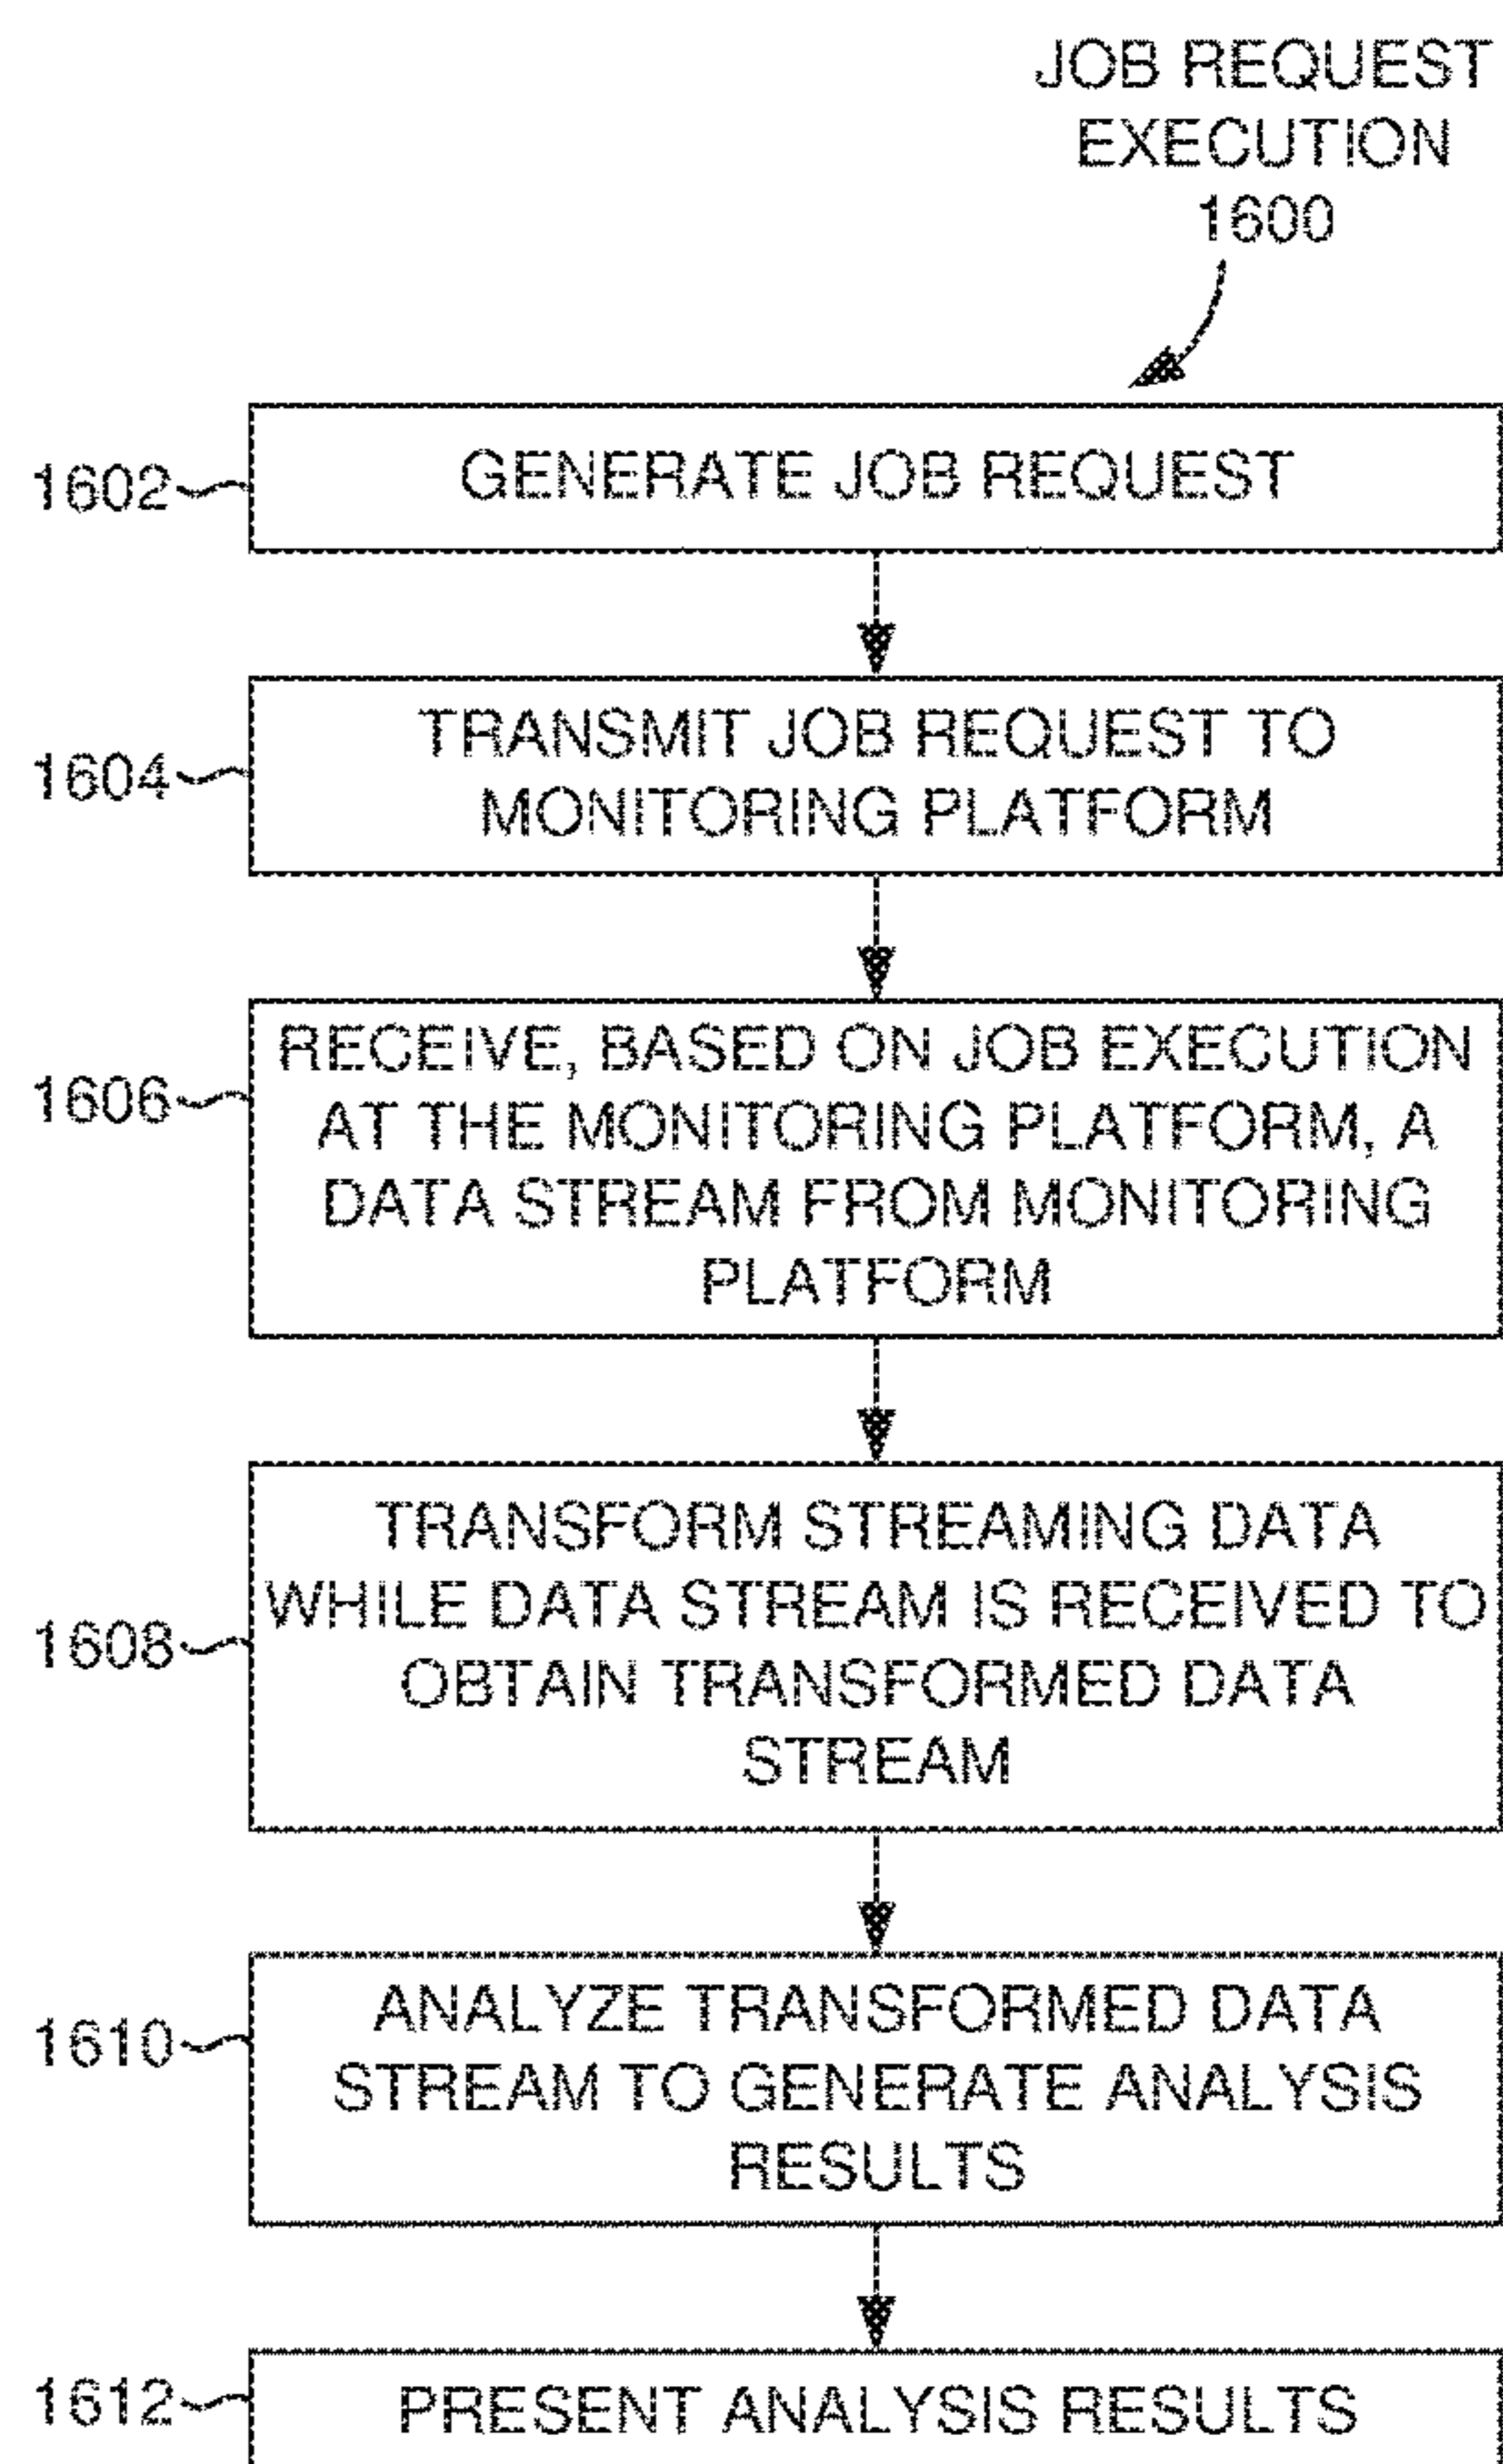 JOB REQUEST
EXECUTION
1600
1602
GENERATE JOB REQUEST
1604
TRANSMIT JOB REQUEST TO
MONITORING PLATFORM
1606
RECEIVE, BASED ON JOB EXECUTION
AT THE MONITORING PLATFORM, A
DATA STREAM FROM MONITORING
PLATFORM
1608
TRANSFORM STREAMING DATA
WHILE DATA STREAM IS RECEIVED TO
OBTAIN TRANSFORMED DATA
STREAM
1610
ANALYZE TRANSFORMED DATA
STREAM TO GENERATE ANALYSIS
RESULTS
1612
PRESENT ANALYSIS RESULTS